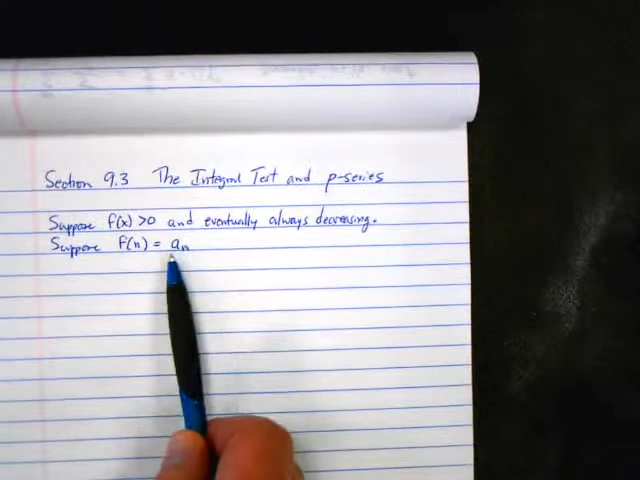 Section 9.3 The Integral Test and p-series
Suppose f(x) >0 and eventually always decreasing.
Suppose f(n) = an